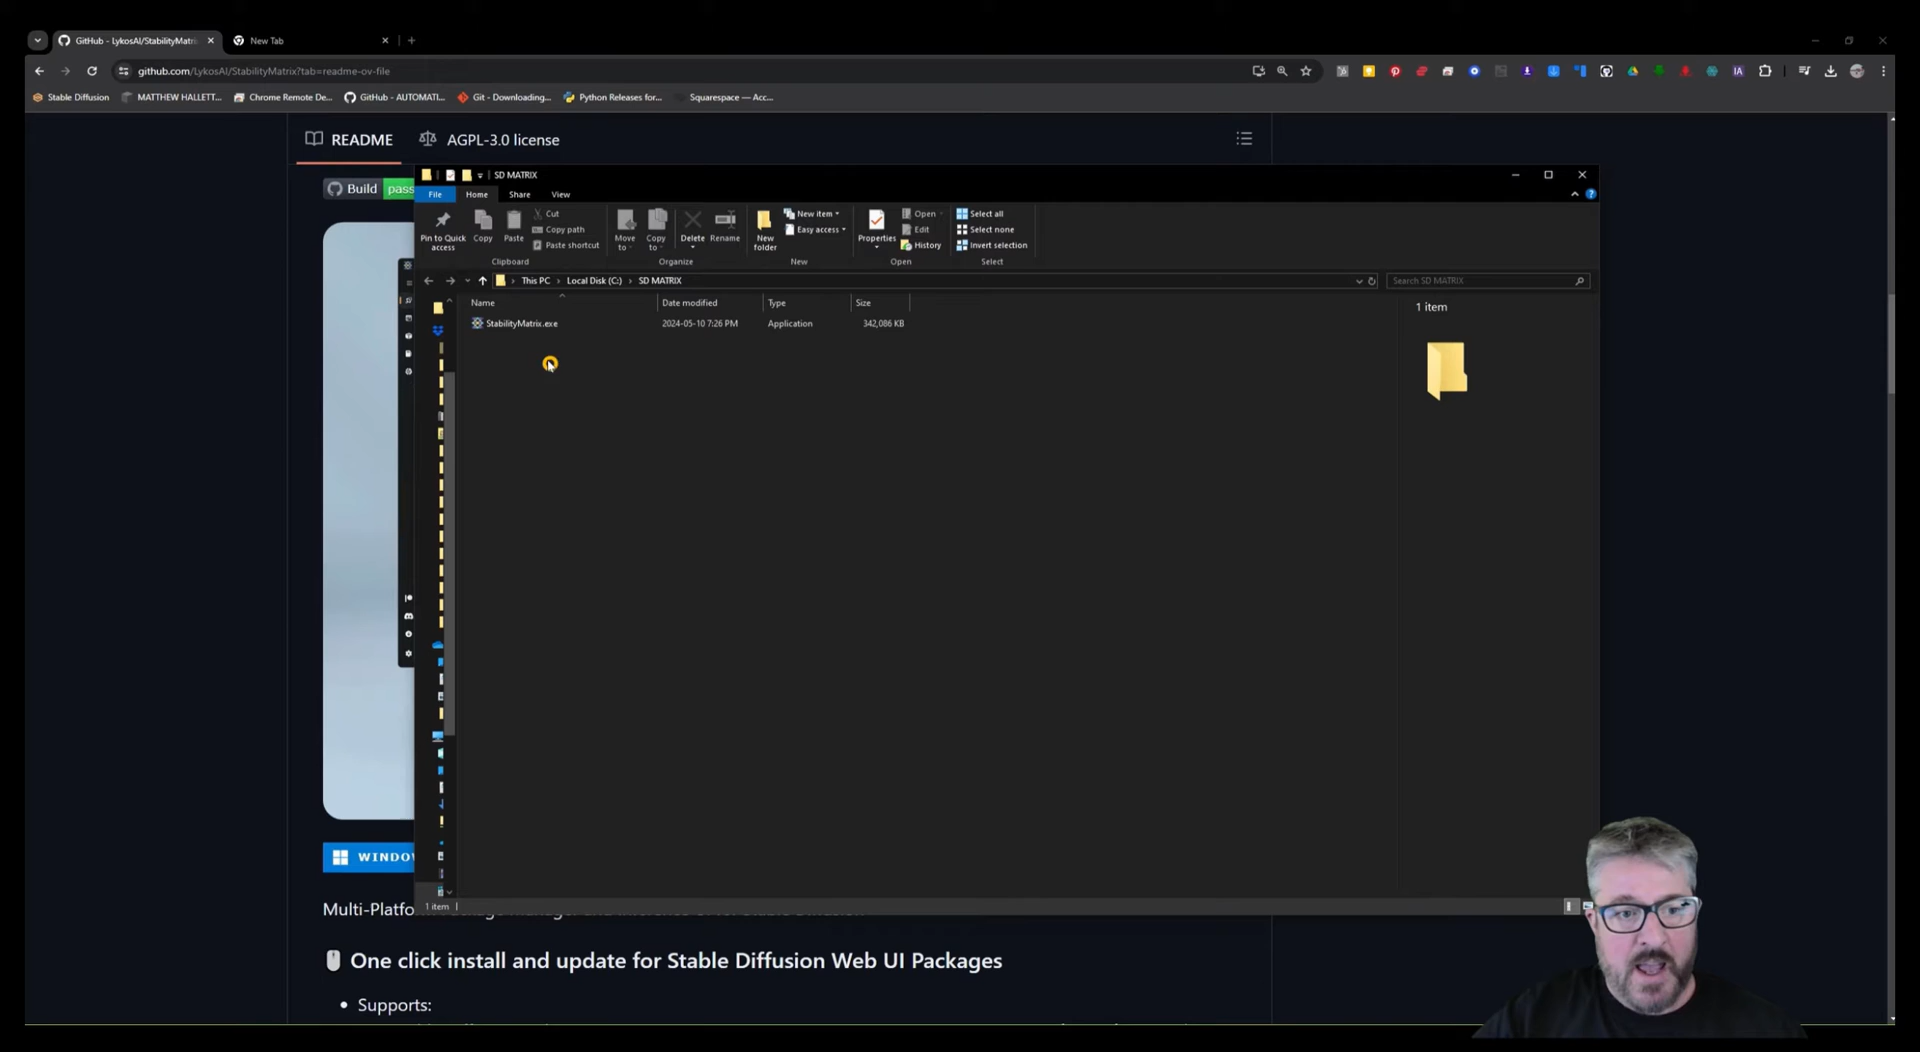 GitHub - LykosAI/StabilityMatri
New Tab
github.com/LykosAI/StabilityMatrix?tab=readme-ov-file
Stable Diffusion
MATTHEW HALLETT...
Chrome Remote De...
GitHub - AUTOMATI...
Git - Downloading...
Python Releases for...
Squarespace — Acc...
README
AGPL-3.0 license
Build
pass
SD MATRIX
File
Home
Share
View
Pin to Quick
access
Copy
Paste
Cut
Copy path
Paste shortcut
Clipboard
Move
to
Copy
to
Delete
Rename
Organize
New
folder
New item
Easy access
New
Properties
Open
Edit
History
Open
Select all
Select none
Invert selection
Select
This PC
Local Disk (C:)
SD MATRIX
Search SD MATRIX
Name
Date modified
Type
Size
StabilityMatrix.exe
2024-05-10 7:26 PM
Application
342,086 KB
1 item
WINDO
1 item
Multi-Platfo
One click install and update for Stable Diffusion Web UI Packages
Supports: